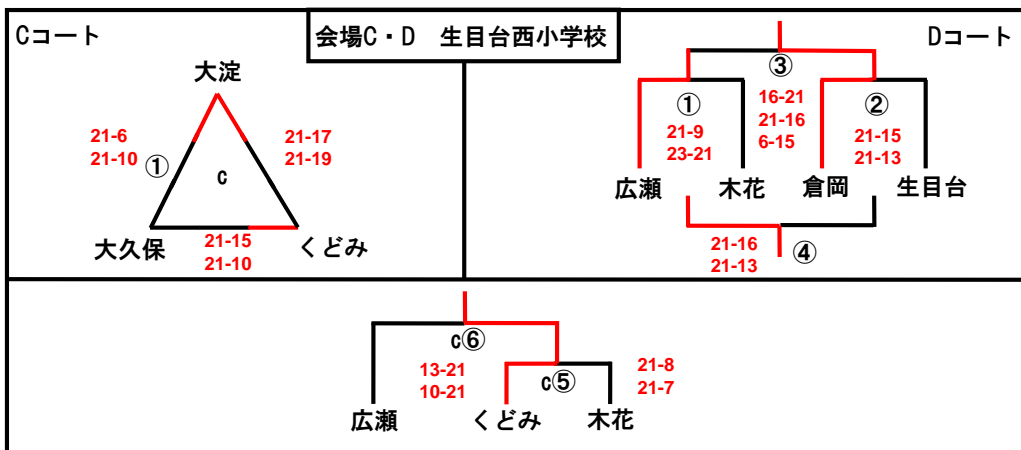 Cコート
会場C・D 生目台西小学校
Dコート
大淀
21-6
21-10
①
21-17
21-19
C
大久保
21-15
21-10
くどみ
③
①
21-9
23-21
16-21
21-16
6-15
②
21-15
21-13
広瀬
木花
倉岡
生目台
21-16
21-13
④
C⑥
13-21
10-21
C⑤
21-8
21-7
広瀬
くどみ
木花